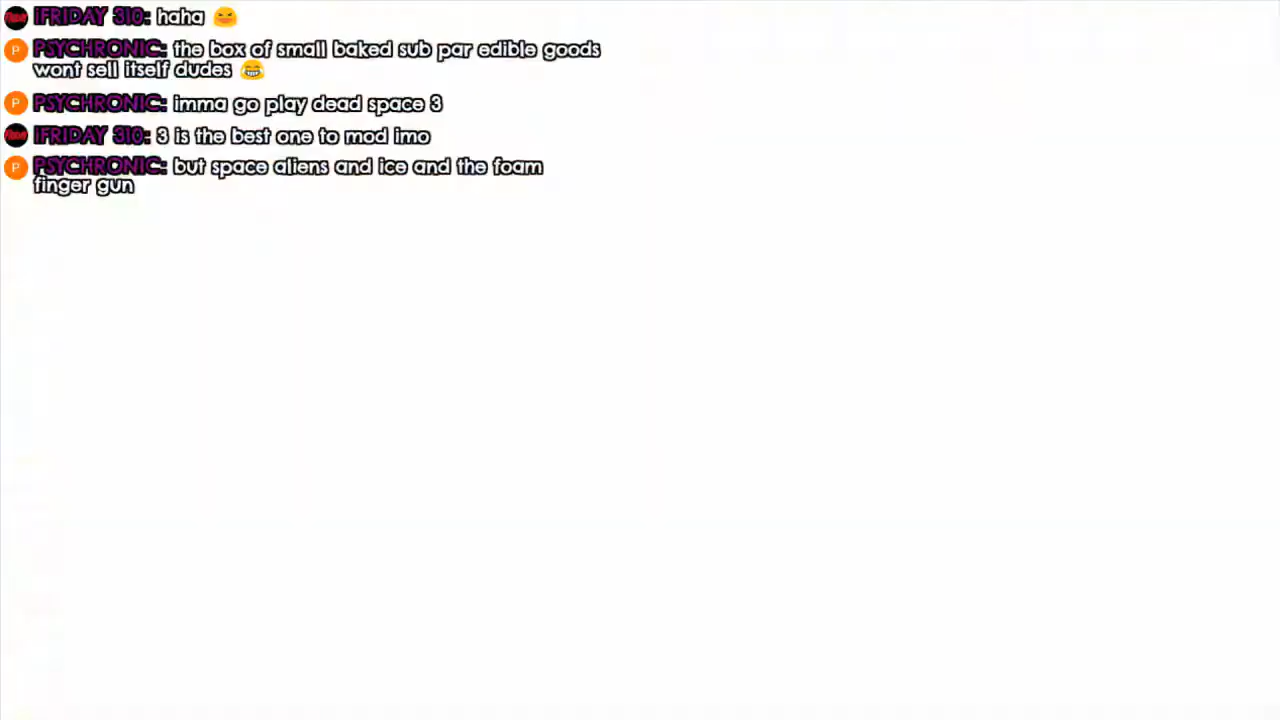 iFRIDAY 310: haha 😆
P PSYCHRONIC: the box of small baked sub par edible goods
wont sell itself dudes 😂
P PSYCHRONIC: imma go play dead space 3
iFRIDAY 310: 3 is the best one to mod imo
P PSYCHRONIC: but space aliens and ice and the foam
finger gun